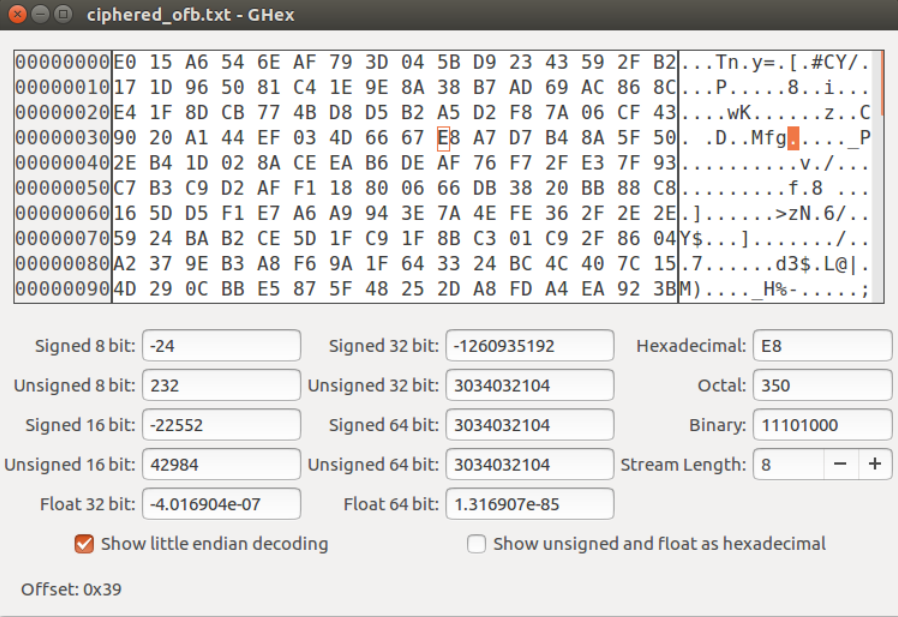 ciphered_ofb.txt - GHex
00000000 E0 15 A6 54 6E AF 79 3D 04 5B D9 23 43 59 2F B2 ...Tn.y=.[.#CY/.
00000010 17 1D 96 50 81 C4 1E 9E 8A 38 B7 AD 69 AC 86 8C ...P.....8..i...
00000020 E4 1F 8D CB 77 4B D8 D5 B2 A5 D2 F8 7A 06 CF 43 ....wK......z..C
00000030 90 20 A1 44 EF 03 4D 66 67 E8 A7 D7 B4 8A 5F 50 . .D..Mfg....._P
00000040 2E B4 1D 02 8A CE EA B6 DE AF 76 F7 2F E3 7F 93 ..........v./...
00000050 C7 B3 C9 D2 AF F1 18 80 06 66 DB 38 20 BB 88 C8 .........f.8 ...
00000060 16 5D D5 F1 E7 A6 A9 94 3E 7A 4E FE 36 2F 2E 2E .]......>zN.6/..
00000070 59 24 BA B2 CE 5D 1F C9 1F 8B C3 01 C9 2F 86 04 Y$...]......./..
00000080 A2 37 9E B3 A8 F6 9A 1F 64 33 24 BC 4C 40 7C 15 .7......d3$.L@|.
00000090 4D 29 0C BB E5 87 5F 48 25 2D A8 FD A4 EA 92 3B M)...._H%-.....;
Signed 8 bit: -24 Signed 32 bit: -1260935192 Hexadecimal: E8
Unsigned 8 bit: 232 Unsigned 32 bit: 3034032104 Octal: 350
Signed 16 bit: -22552 Signed 64 bit: 3034032104 Binary: 11101000
Unsigned 16 bit: 42984 Unsigned 64 bit: 3034032104 Stream Length: 8 − +
Float 32 bit: -4.016904e-07 Float 64 bit: 1.316907e-85
Show little endian decoding Show unsigned and float as hexadecimal
Offset: 0x39